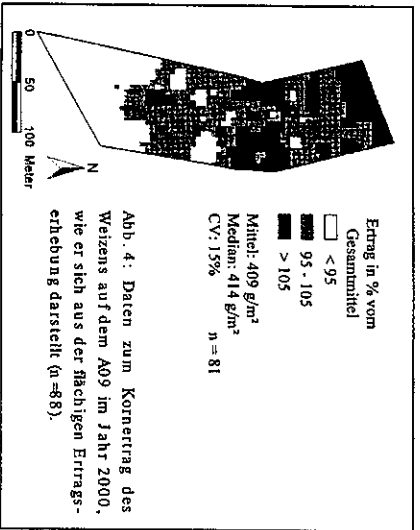 Ertrag in % vom
Gesamtmittel
< 95
95 - 105
> 105
Mittel: 409 g/m²
Median: 414 g/m²
CV: 15% n = 81
N
0 50 100 Meter
Abb. 4: Daten zum Kornertrag des
Weizens auf dem A09 im Jahr 2000,
wie er sich aus der flächigen Ertrags-
erhebung darstellt (n=88).